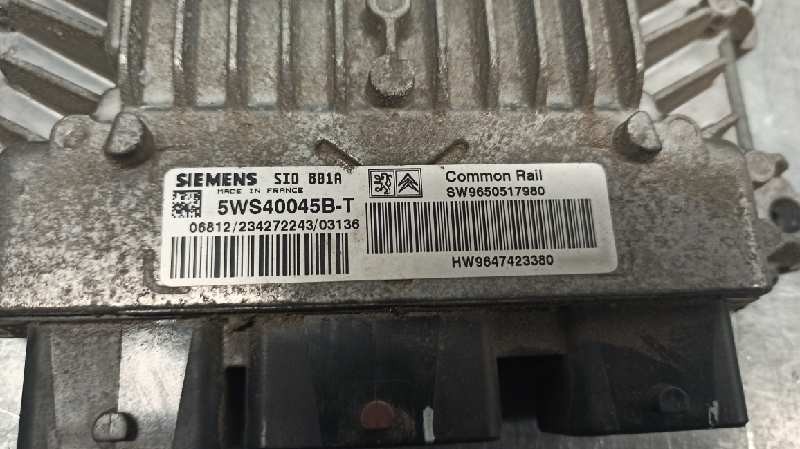 SIEMENS SID 801A
MADE IN FRANCE
5WS40045B-T
06812/234272243/03136
Common Rail
SW9650517980
HW9647423380